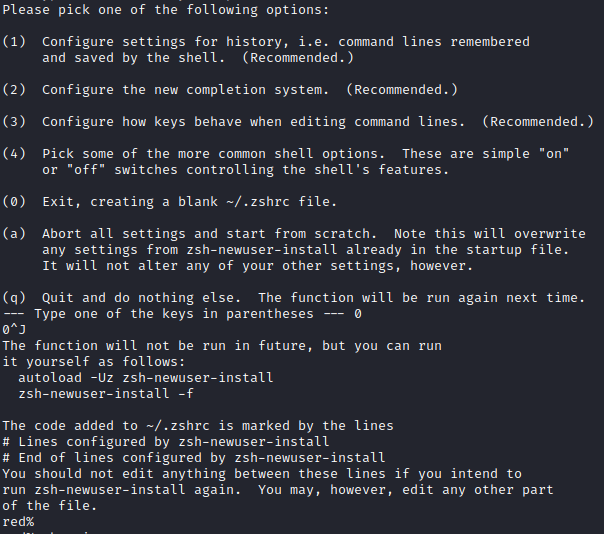 Please pick one of the following options:
(1)  Configure settings for history, i.e. command lines remembered
     and saved by the shell.  (Recommended.)
(2)  Configure the new completion system.  (Recommended.)
(3)  Configure how keys behave when editing command lines.  (Recommended.)
(4)  Pick some of the more common shell options.  These are simple "on"
     or "off" switches controlling the shell's features.
(0)  Exit, creating a blank ~/.zshrc file.
(a)  Abort all settings and start from scratch.  Note this will overwrite
     any settings from zsh-newuser-install already in the startup file.
     It will not alter any of your other settings, however.
(q)  Quit and do nothing else.  The function will be run again next time.
--- Type one of the keys in parentheses --- 0
0^J
The function will not be run in future, but you can run
it yourself as follows:
  autoload -Uz zsh-newuser-install
  zsh-newuser-install -f
The code added to ~/.zshrc is marked by the lines
# Lines configured by zsh-newuser-install
# End of lines configured by zsh-newuser-install
You should not edit anything between these lines if you intend to
run zsh-newuser-install again.  You may, however, edit any other part
of the file.
red%